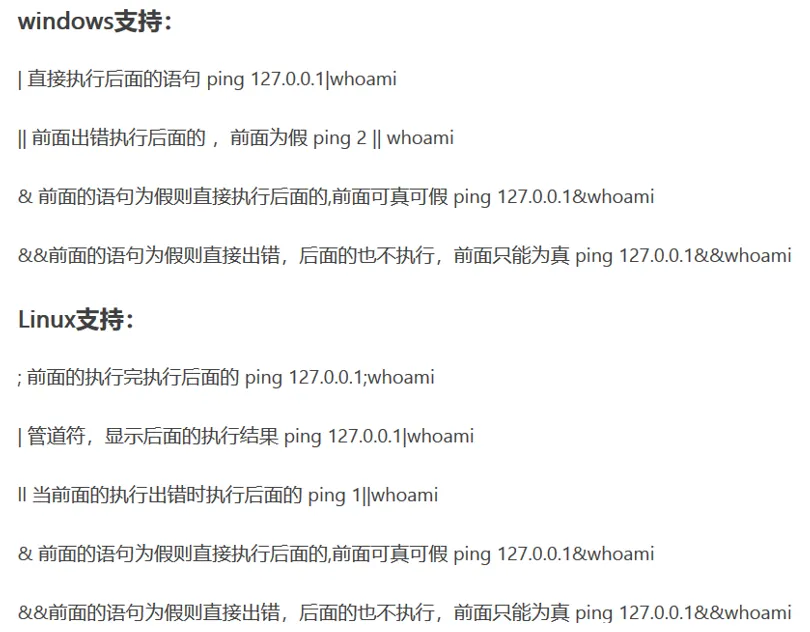 windows支持：
| 直接执行后面的语句 ping 127.0.0.1|whoami
|| 前面出错执行后面的 ，前面为假 ping 2 || whoami
& 前面的语句为假则直接执行后面的,前面可真可假 ping 127.0.0.1&whoami
&&前面的语句为假则直接出错，后面的也不执行，前面只能为真 ping 127.0.0.1&&whoami
Linux支持：
; 前面的执行完执行后面的 ping 127.0.0.1;whoami
| 管道符，显示后面的执行结果 ping 127.0.0.1|whoami
|| 当前面的执行出错时执行后面的 ping 1||whoami
& 前面的语句为假则直接执行后面的,前面可真可假 ping 127.0.0.1&whoami
&&前面的语句为假则直接出错，后面的也不执行，前面只能为真 ping 127.0.0.1&&whoami